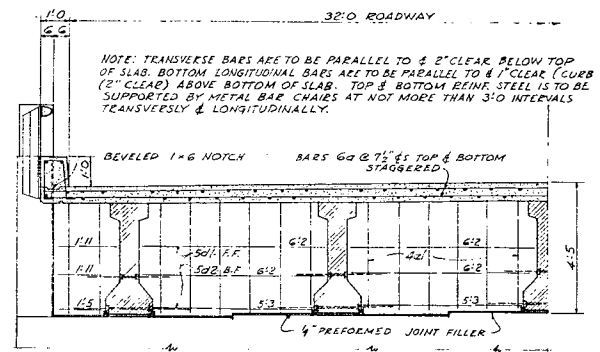 1'-0
32'-0 ROADWAY
6 6
NOTE: TRANSVERSE BARS ARE TO BE PARALLEL TO & 2" CLEAR BELOW TOP
OF SLAB. BOTTOM LONGITUDINAL BARS ARE TO BE PARALLEL TO & 1" CLEAR (CURB
(2" CLEAR) ABOVE BOTTOM OF SLAB. TOP & BOTTOM REINF. STEEL IS TO BE
SUPPORTED BY METAL BAR CHAIRS AT NOT MORE THAN 3'-0 INTERVALS
TRANSVERSLY & LONGITUDINALLY.
1'-0
BEVELED 1×6 NOTCH
BARS 6a @ 7½" ¢s TOP & BOTTOM
STAGGERED
1'-11
5d1-F.F.
6'-2
4a1
6'-2
4'-5
1'-11
5d2 B.F.
6'-2
6'-2
1'-5
5'-3
5'-3
¼" PREFORMED JOINT FILLER